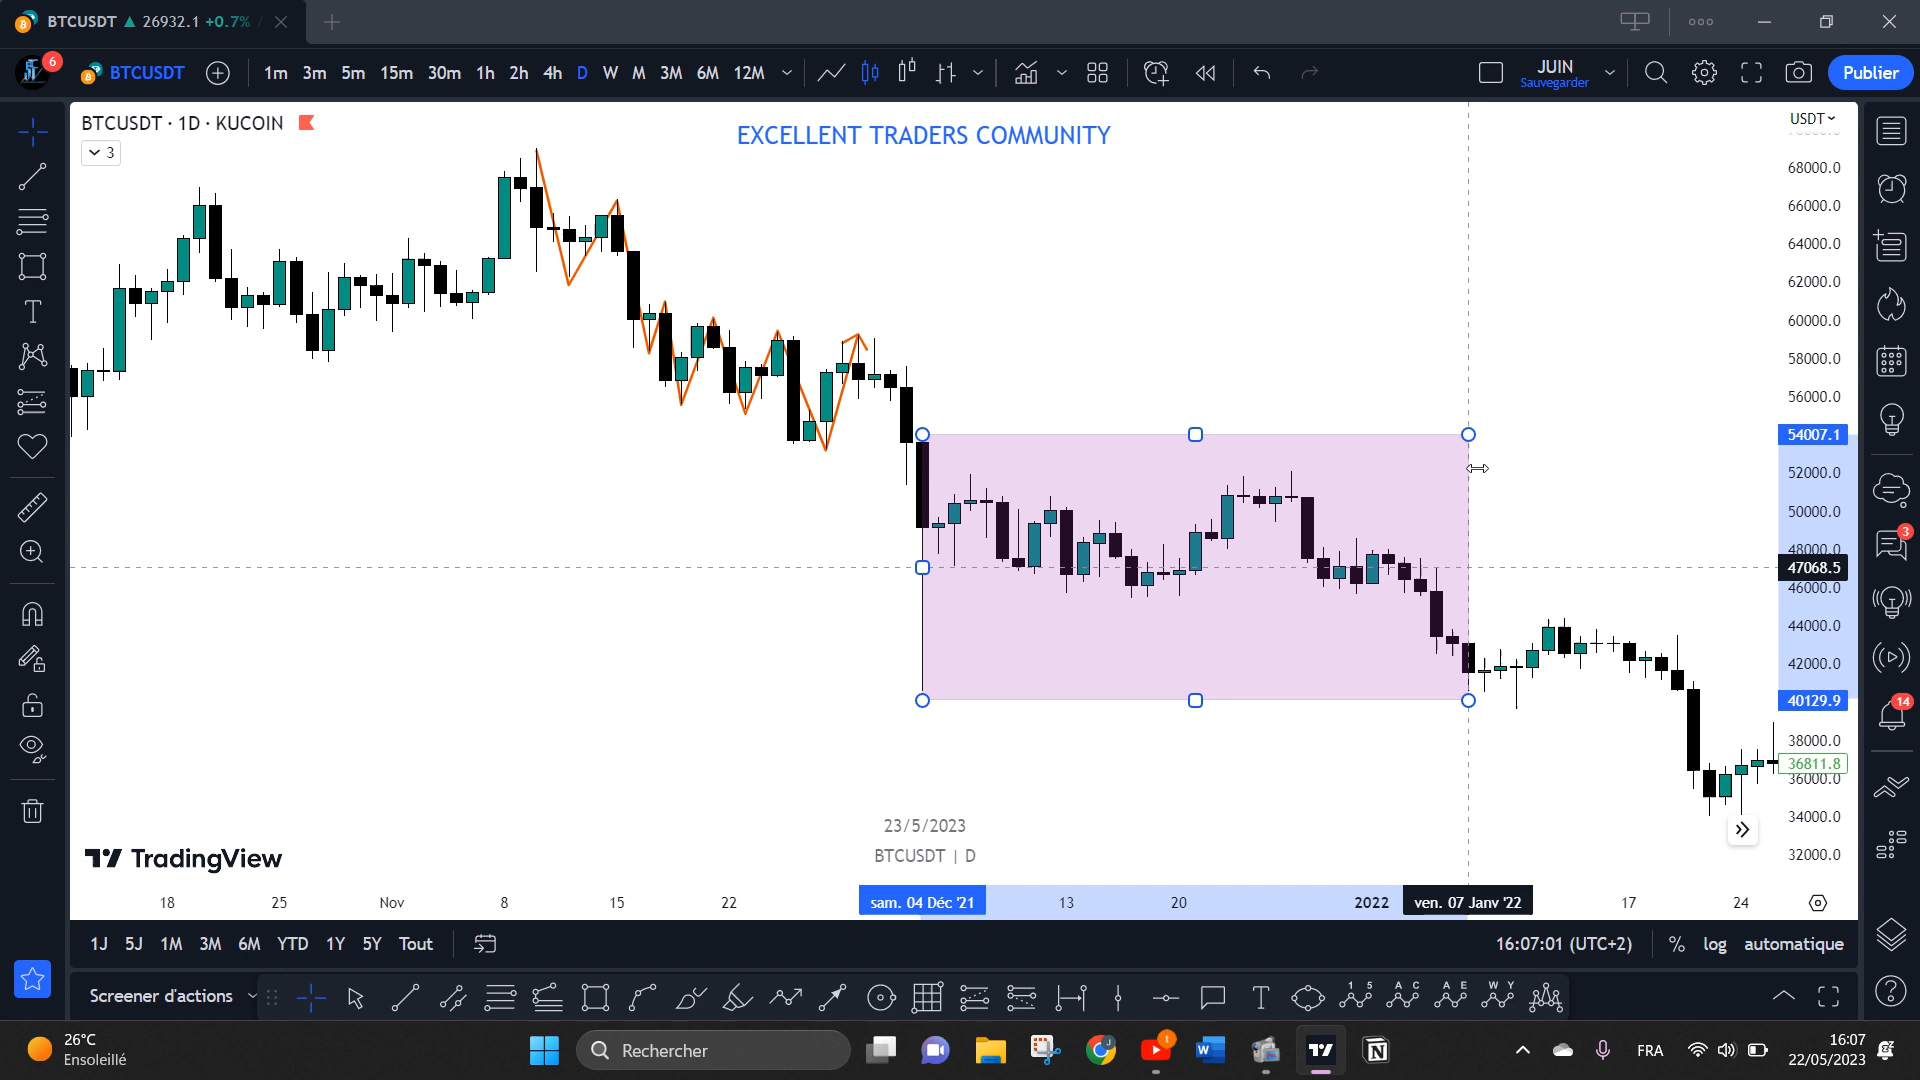 BTCUSDT ▲ 26932.1 +0.7% /
6
BTCUSDT
1m 3m 5m 15m 30m 1h 2h 4h D W M 3M 6M 12M
JUIN
Sauvegarder
Publier
BTCUSDT · 1D · KUCOIN
3
EXCELLENT TRADERS COMMUNITY
USDT
68000.0
66000.0
64000.0
62000.0
60000.0
58000.0
56000.0
54007.1
52000.0
50000.0
48000.0
47068.5
46000.0
44000.0
42000.0
40129.9
38000.0
36811.8
36000.0
34000.0
32000.0
3
14
23/5/2023
BTCUSDT | D
TradingView
18 25 Nov 8 15 22 sam. 04 Déc '21 13 20 2022 ven. 07 Janv '22 17 24
1J 5J 1M 3M 6M YTD 1Y 5Y Tout
16:07:01 (UTC+2) % log automatique
Screener d'actions
1 5 A C A E W Y
26°C
Ensoleillé
Rechercher
FRA
16:07
22/05/2023